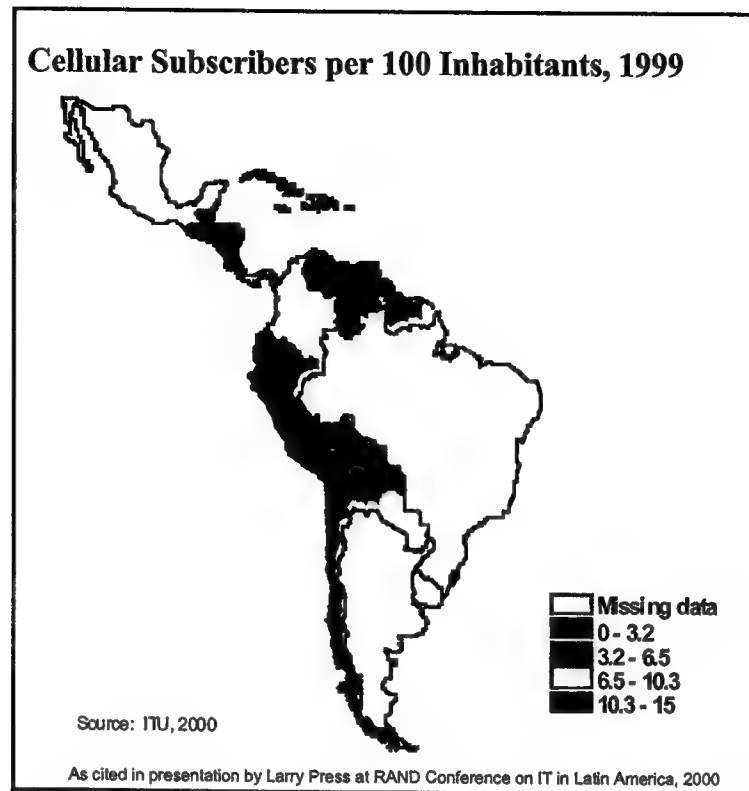 Cellular Subscribers per 100 Inhabitants, 1999
Missing data
0 - 3.2
3.2 - 6.5
6.5 - 10.3
10.3 - 15
Source: ITU, 2000
As cited in presentation by Larry Press at RAND Conference on IT in Latin America, 2000